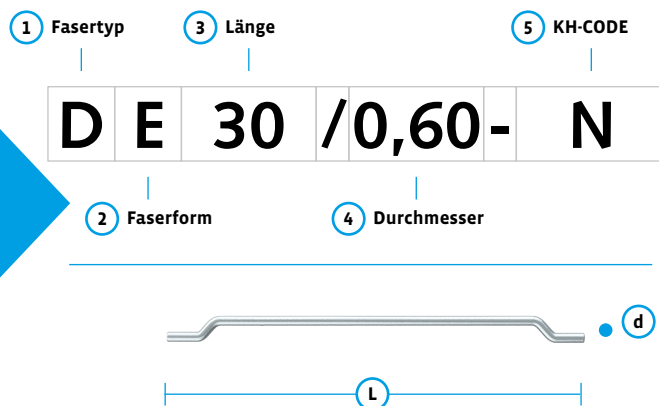 1 Fasertyp 3 Länge 5 KH-CODE
D E 30 /0,60- N
2 Faserform 4 Durchmesser
d
L